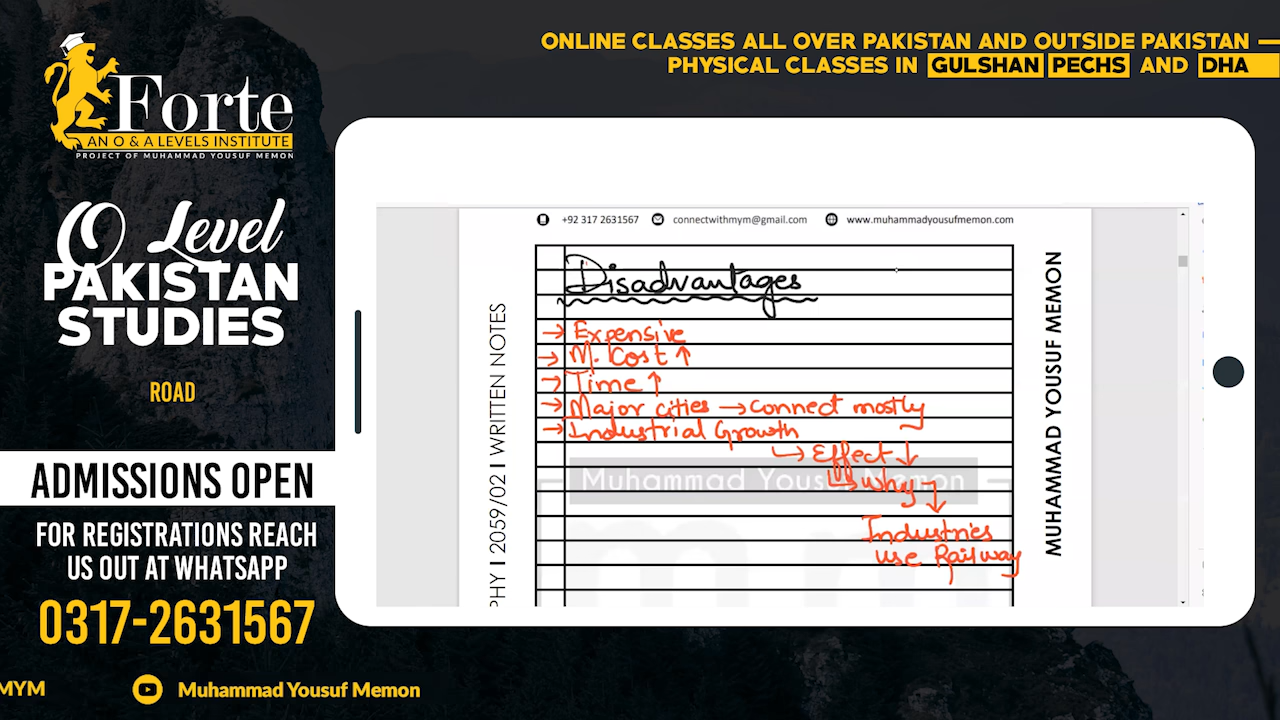 Forte
AN O & A LEVELS INSTITUTE
PROJECT OF MUHAMMAD YOUSUF MEMON
O Level
PAKISTAN
STUDIES
ROAD
ADMISSIONS OPEN
FOR REGISTRATIONS REACH
US OUT AT WHATSAPP
0317-2631567
MYM
Muhammad Yousuf Memon
ONLINE CLASSES ALL OVER PAKISTAN AND OUTSIDE PAKISTAN
PHYSICAL CLASSES IN GULSHAN PECHS AND DHA
+92 317 2631567 connectwithmym@gmail.com www.muhammadyousufmemon.com
PHY I 2059/02 I WRITTEN NOTES
Disadvantages
→ Expensive
→ M. Cost ↑
→ Time ↑
→ Major cities → connect mostly
→ Industrial Growth
↳ Effect ↓
↳ Why ↓
Industries
use Railway
Muhammad Yousuf Memon
MUHAMMAD YOUSUF MEMON